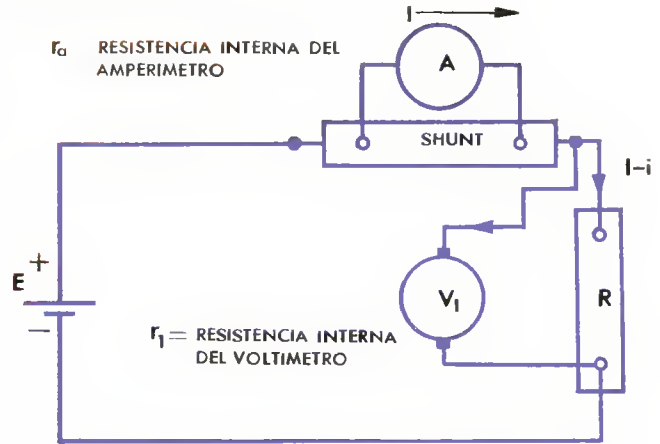 I
rₐ RESISTENCIA INTERNA DEL
AMPERIMETRO
A
SHUNT
I-i
+
E
−
V₁
R
r₁= RESISTENCIA INTERNA
DEL VOLTIMETRO